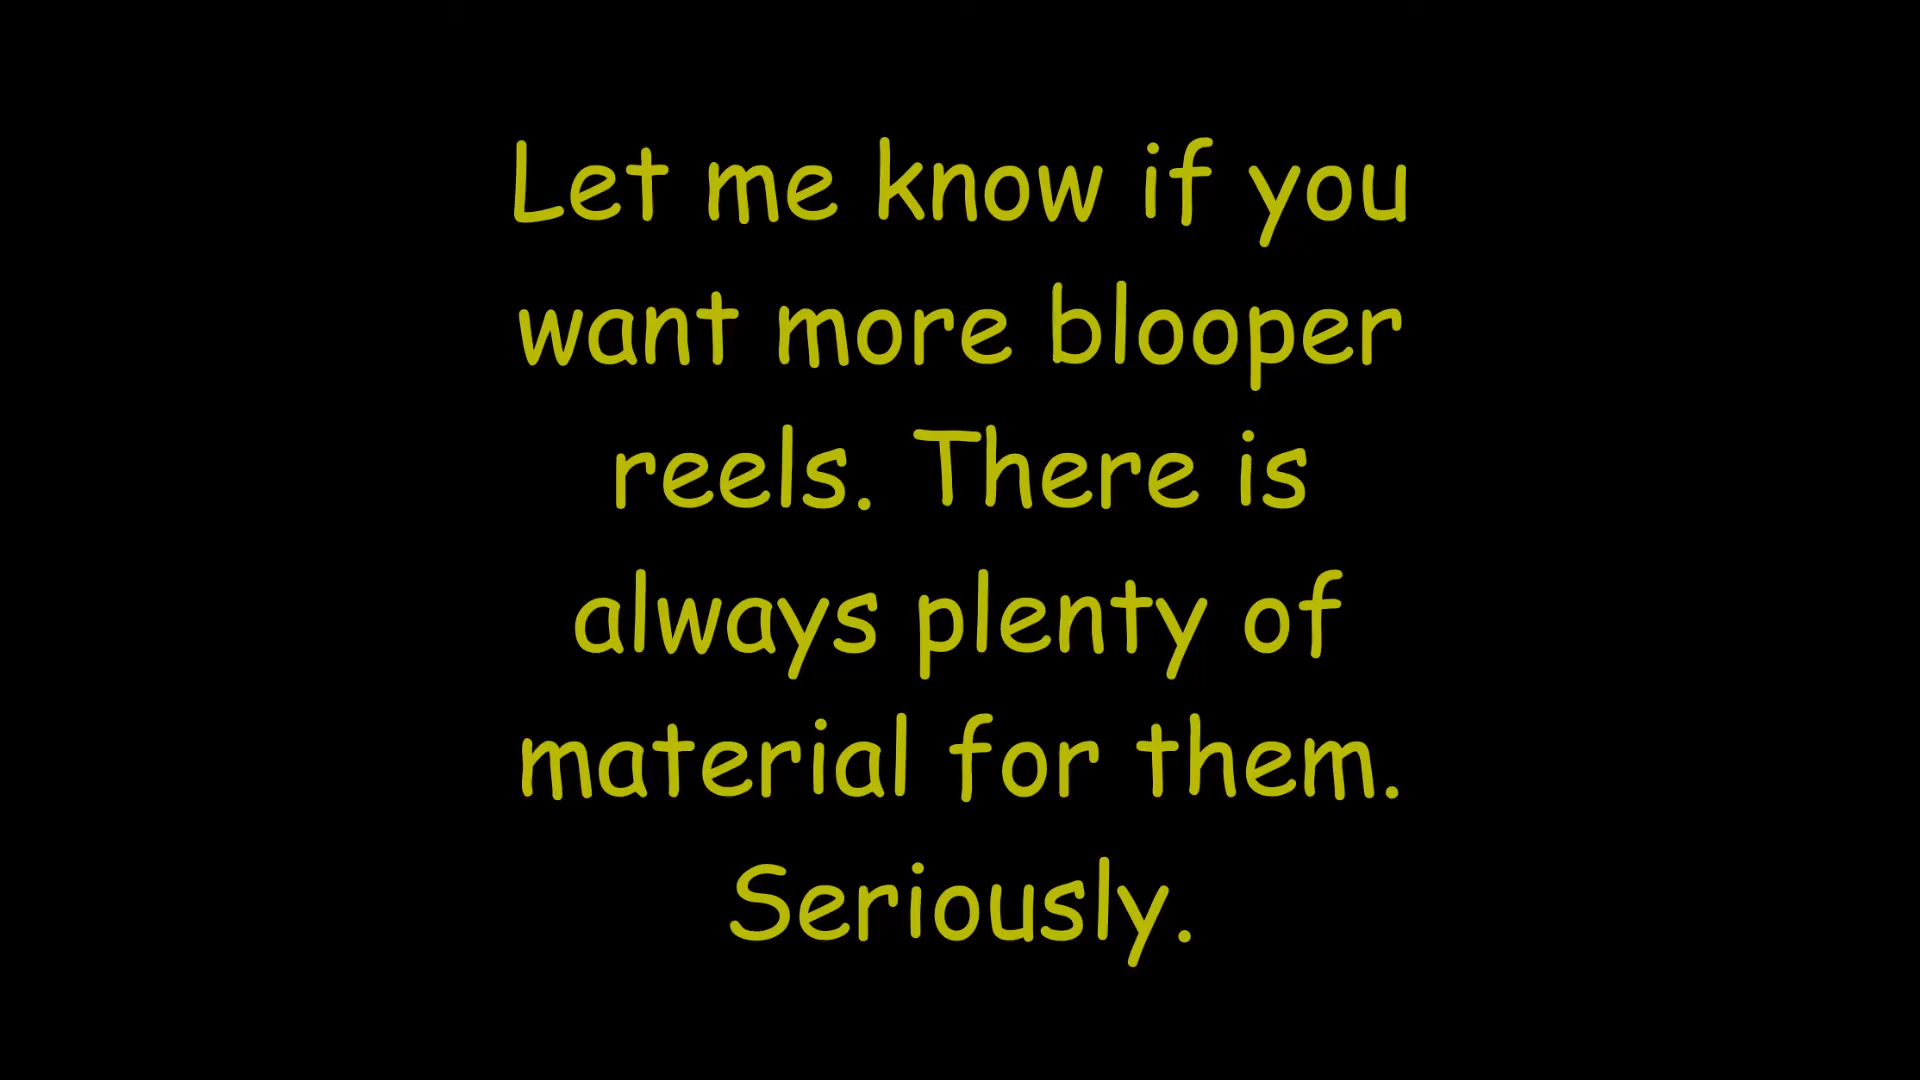 Let me know if you
want more blooper
reels. There is
always plenty of
material for them.
Seriously.